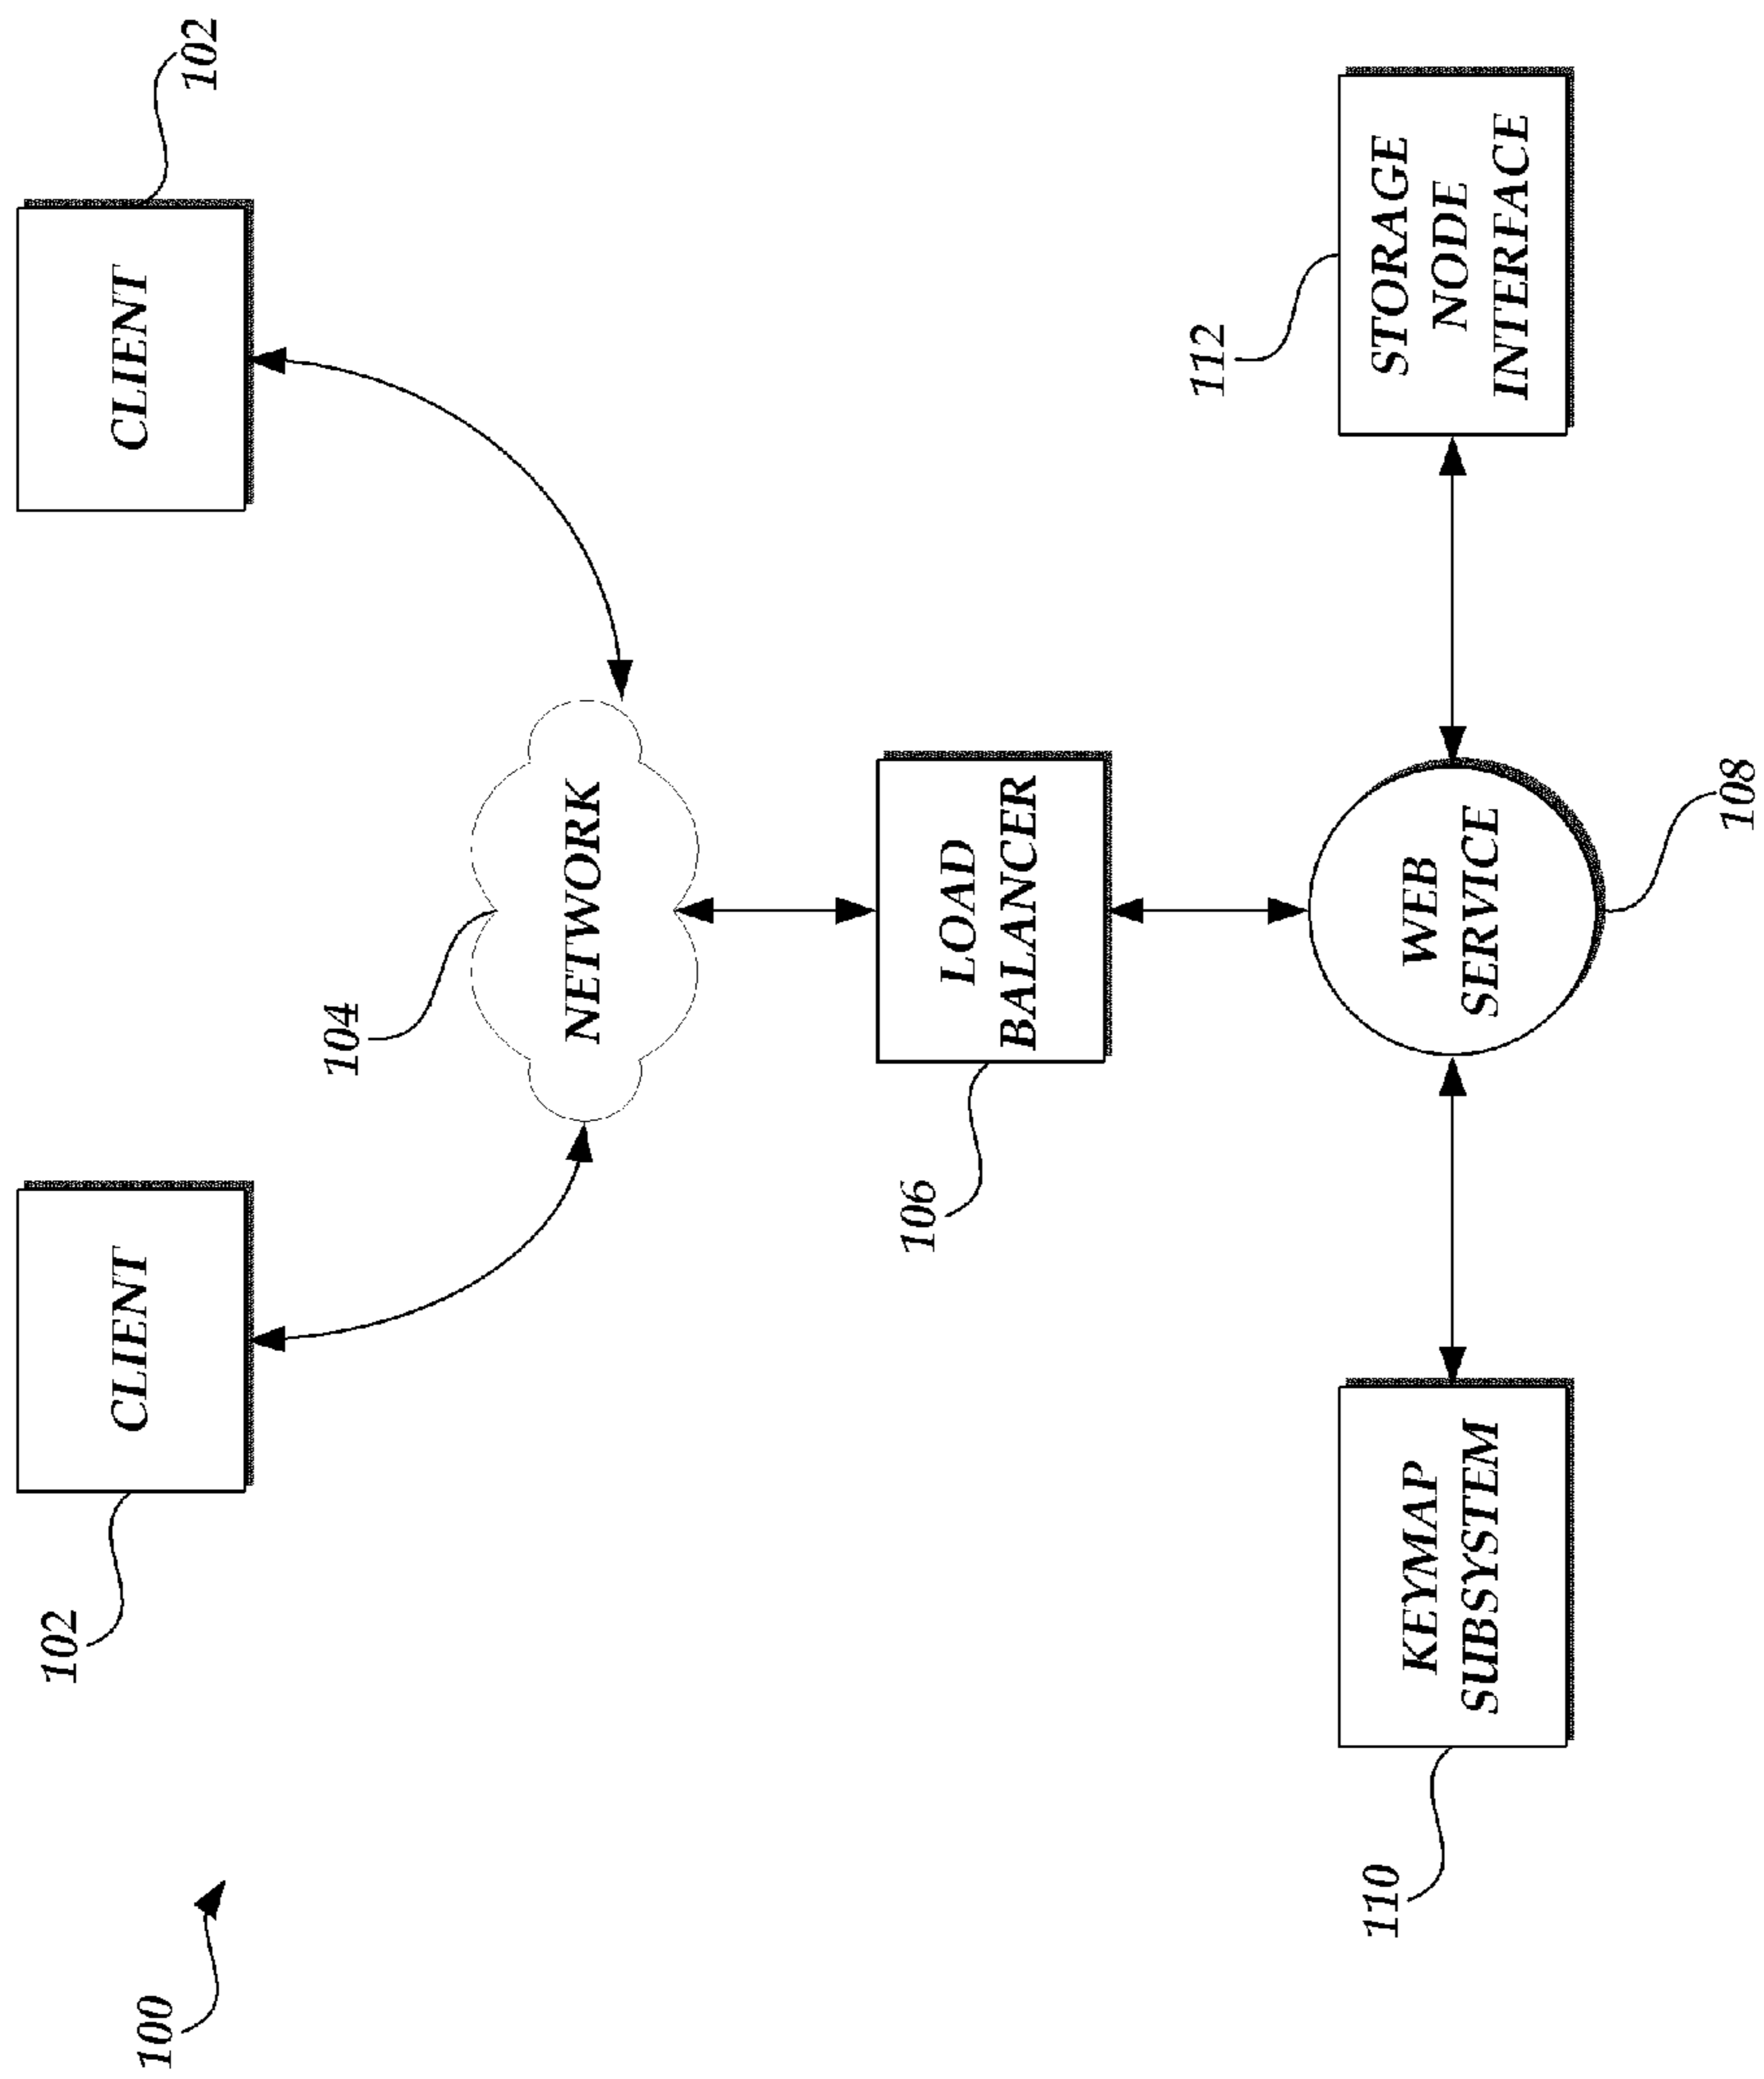 100
102
CLIENT
CLIENT
102
104
NETWORK
106
LOAD
BALANCER
110
KEYMAP
SUBSYSTEM
WEB
SERVICE
108
112
STORAGE
NODE
INTERFACE